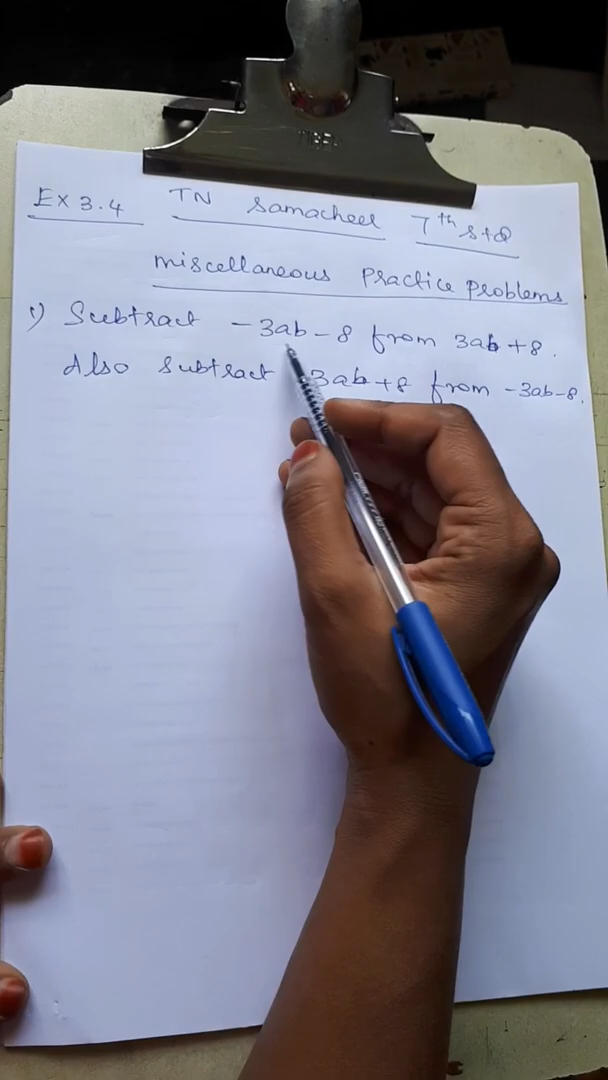 Ex 3.4 TN Samacheer 7th std
Miscellaneous Practice Problems
1) Subtract -3ab-8 from 3ab+8.
Also subtract 3ab+8 from -3ab-8.